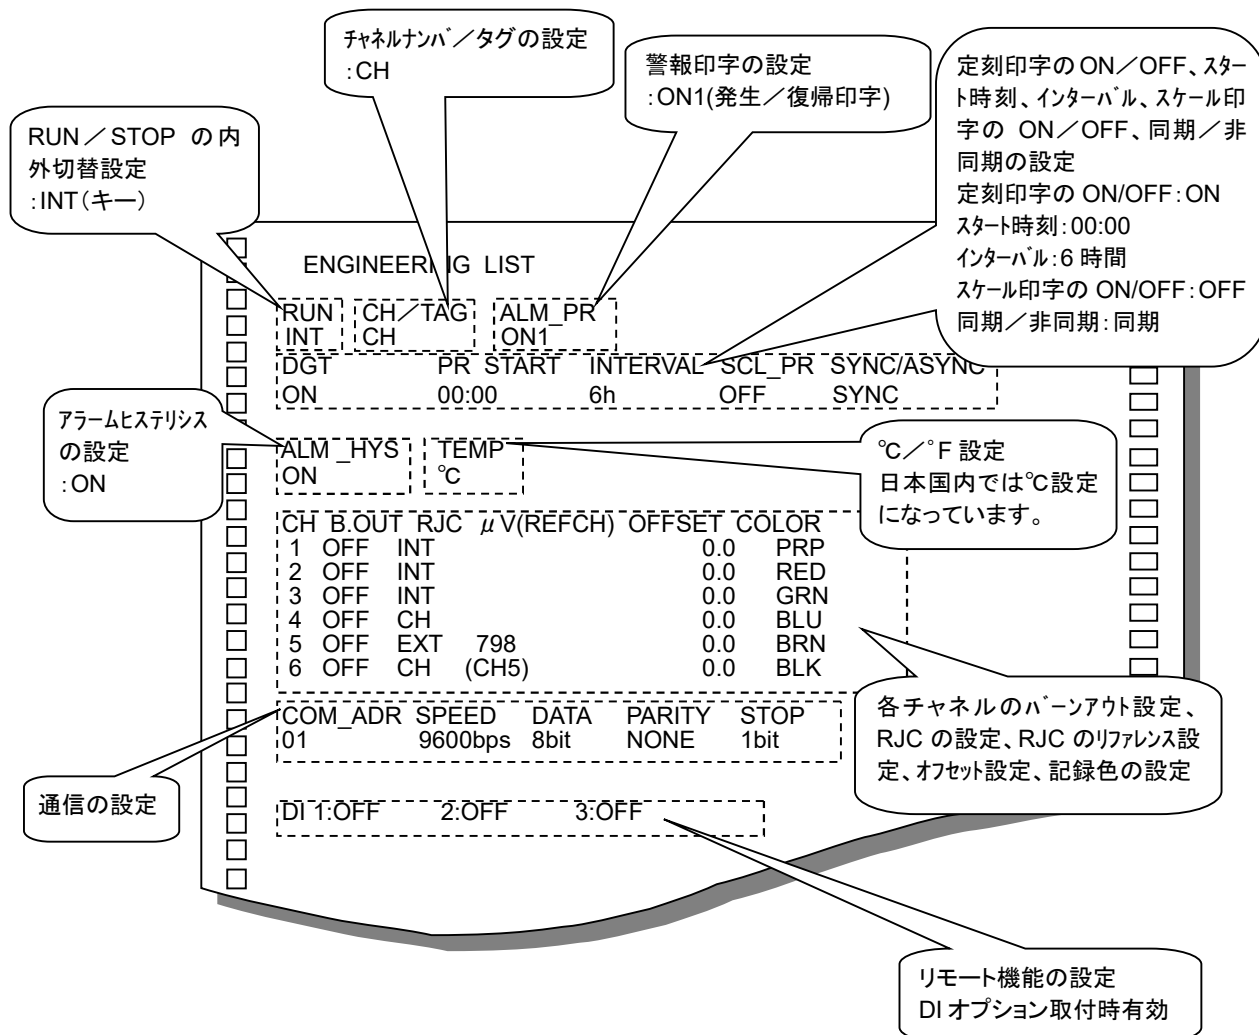 チャネルナンバ／タグの設定
:CH
警報印字の設定
:ON1(発生／復帰印字)
定刻印字の ON／OFF、スター
ト時刻、インターバル、スケール印
字の ON／OFF、同期／非
同期の設定
定刻印字の ON/OFF:ON
スタート時刻:00:00
インターバル:6 時間
スケール印字の ON/OFF:OFF
同期／非同期:同期
RUN／STOP の内
外切替設定
:INT(キー)
ENGINEERING LIST
RUN CH／TAG ALM_PR
INT CH ON1
DGT PR START INTERVAL SCL_PR SYNC/ASYNC
ON 00:00 6h OFF SYNC
アラームヒステリシス
の設定
:ON
ALM _HYS TEMP
ON ℃
℃／°F 設定
日本国内では℃設定
になっています。
CH B.OUT RJC μV(REFCH) OFFSET COLOR
1 OFF INT 0.0 PRP
2 OFF INT 0.0 RED
3 OFF INT 0.0 GRN
4 OFF CH 0.0 BLU
5 OFF EXT 798 0.0 BRN
6 OFF CH (CH5) 0.0 BLK
各チャネルのバーンアウト設定、
RJC の設定、RJC のリファレンス設
定、オフセット設定、記録色の設定
COM_ADR SPEED DATA PARITY STOP
01 9600bps 8bit NONE 1bit
通信の設定
DI 1:OFF 2:OFF 3:OFF
リモート機能の設定
DI オプション取付時有効